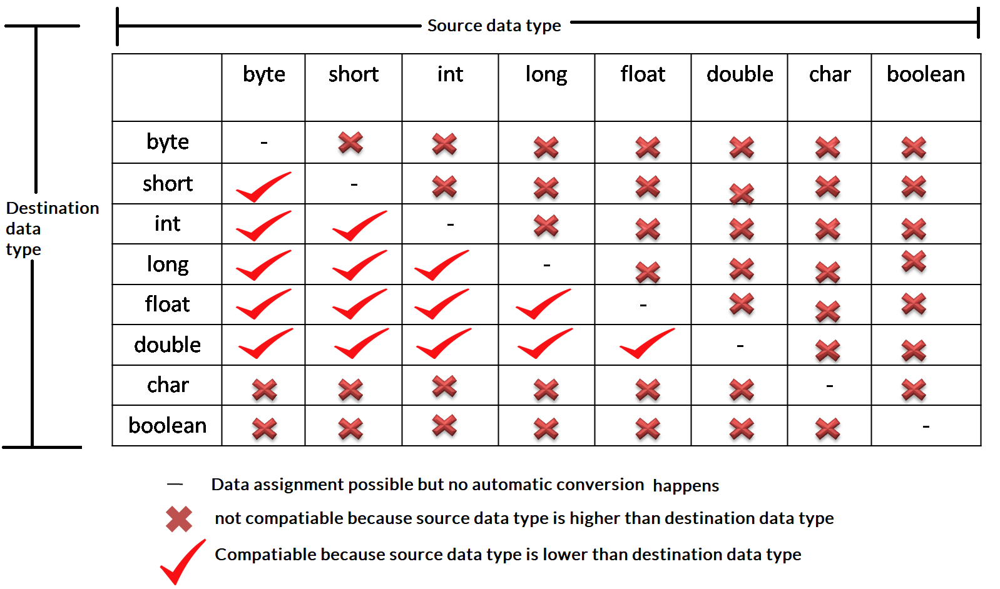 Source data type
byte short int long float double char boolean
byte -
short -
int -
Destination
data
type
long -
float -
double -
char -
boolean -
— Data assignment possible but no automatic conversion happens
not compatiable because source data type is higher than destination data type
Compatiable because source data type is lower than destination data type